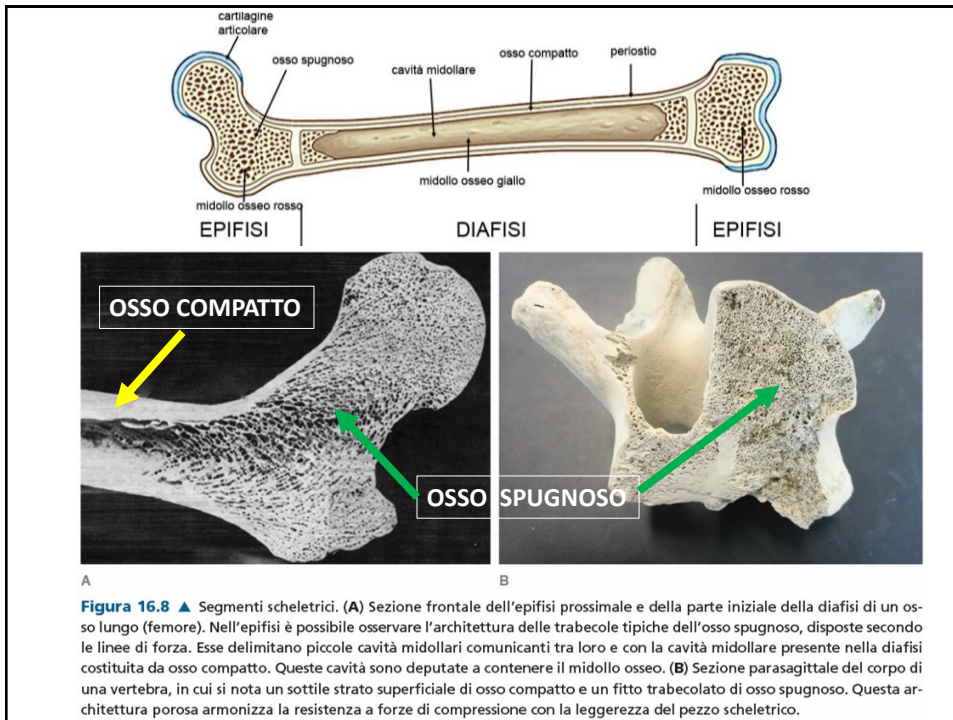 cartilagine
articolare
osso spugnoso
cavità midollare
osso compatto
periostio
midollo osseo giallo
midollo osseo rosso
midollo osseo rosso
EPIFISI
DIAFISI
EPIFISI
OSSO COMPATTO
OSSO SPUGNOSO
A
B
Figura 16.8 ▲ Segmenti scheletrici. (A) Sezione frontale dell'epifisi prossimale e della parte iniziale della diafisi di un os-
so lungo (femore). Nell'epifisi è possibile osservare l'architettura delle trabecole tipiche dell'osso spugnoso, disposte secondo
le linee di forza. Esse delimitano piccole cavità midollari comunicanti tra loro e con la cavità midollare presente nella diafisi
costituita da osso compatto. Queste cavità sono deputate a contenere il midollo osseo. (B) Sezione parasagittale del corpo di
una vertebra, in cui si nota un sottile strato superficiale di osso compatto e un fitto trabecolato di osso spugnoso. Questa ar-
chitettura porosa armonizza la resistenza a forze di compressione con la leggerezza del pezzo scheletrico.